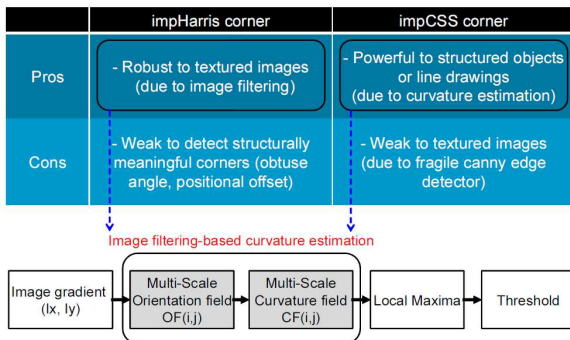 impHarris corner
impCSS corner
Pros
- Robust to textured images
(due to image filtering)
- Powerful to structured objects
or line drawings
(due to curvature estimation)
Cons
- Weak to detect structurally
meaningful corners (obtuse
angle, positional offset)
- Weak to textured images
(due to fragile canny edge
detector)
Image filtering-based curvature estimation
Image gradient
(Ix, Iy)
Multi-Scale
Orientation field
OF(i,j)
Multi-Scale
Curvature field
CF(i,j)
Local Maxima
Threshold